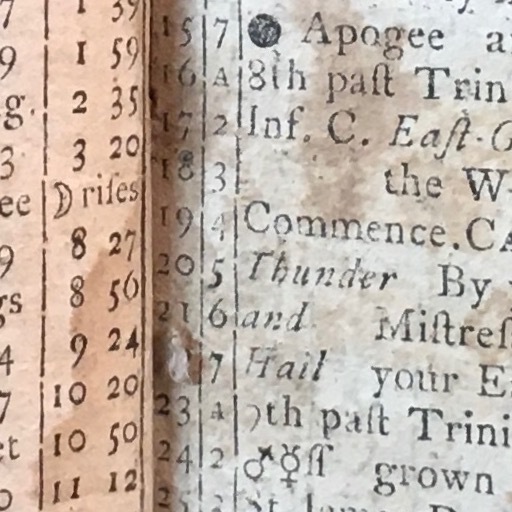 7 1 39
9 1 59
g. 2 35
3 3 20
ee ☽ riſes
9 8 27
gs 8 56
4 9 24
7 10 20
et 10 50
11 12
15 7 ● Apogee
16 A 8th paſt Trin
17 2 Inf. C. Eaſt-G
18 3 the W
19 4 Commence. CA
20 5 Thunder By
21 6 and Miſtreſ
7 Hail your E
23 A 9th paſt Trini
24 2 ♂☿ſſ grown